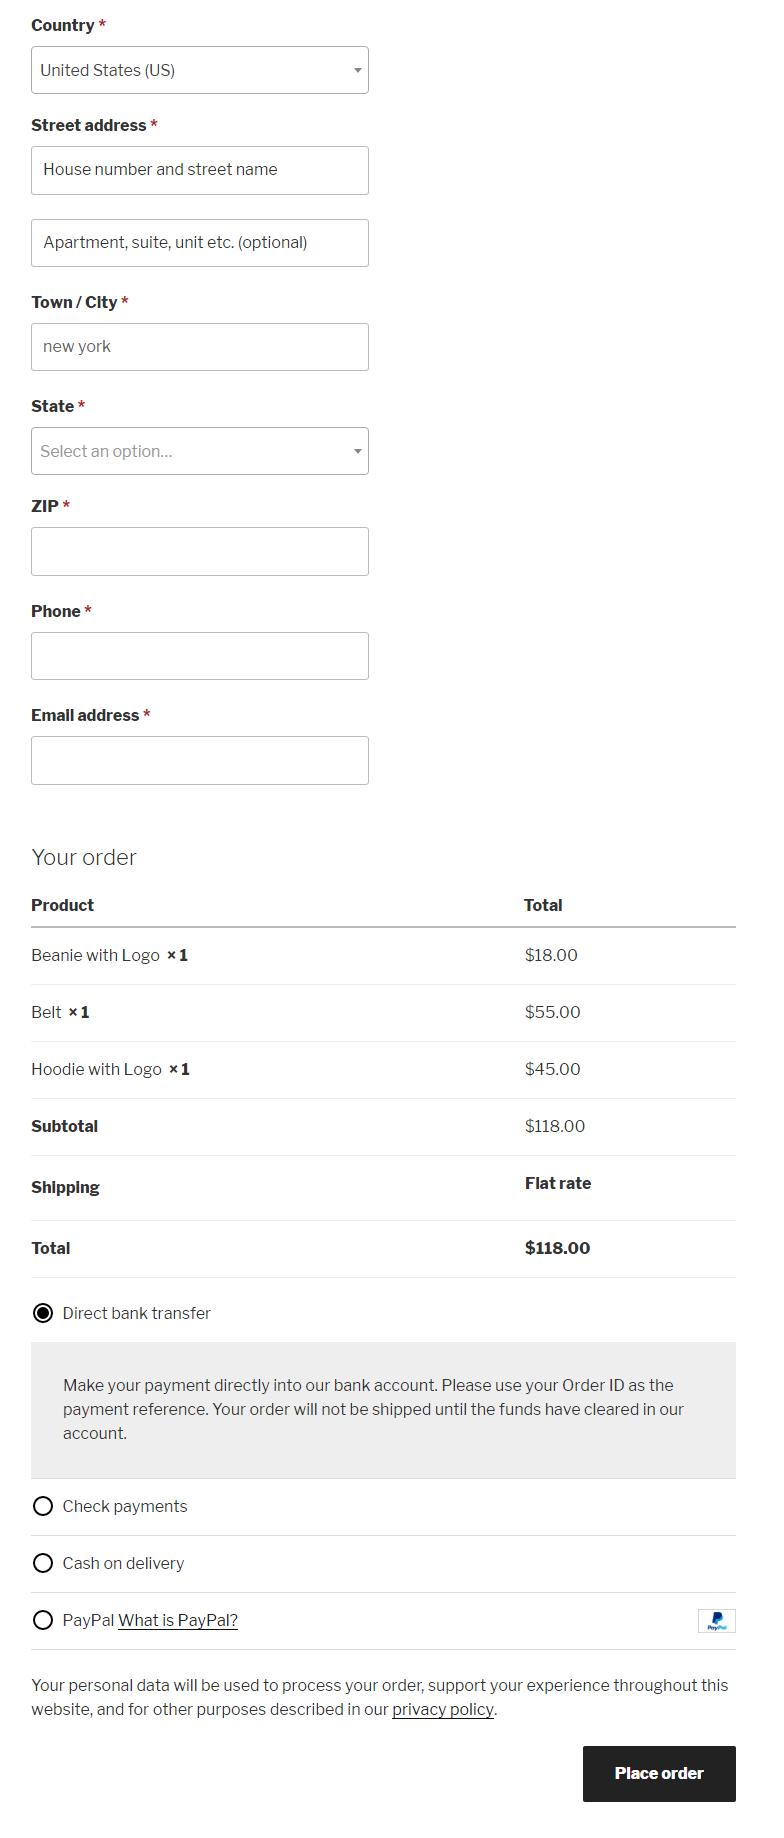 Country *
United States (US)
Street address *
House number and street name
Apartment, suite, unit etc. (optional)
Town / City *
new york
State *
Select an option...
ZIP *
Phone *
Email address *
Your order
Product Total
Beanie with Logo × 1 $18.00
Belt × 1 $55.00
Hoodie with Logo × 1 $45.00
Subtotal $118.00
Shipping Flat rate
Total $118.00
Direct bank transfer
Make your payment directly into our bank account. Please use your Order ID as the
payment reference. Your order will not be shipped until the funds have cleared in our
account.
Check payments
Cash on delivery
PayPal What is PayPal? PayPal
Your personal data will be used to process your order, support your experience throughout this
website, and for other purposes described in our privacy policy.
Place order